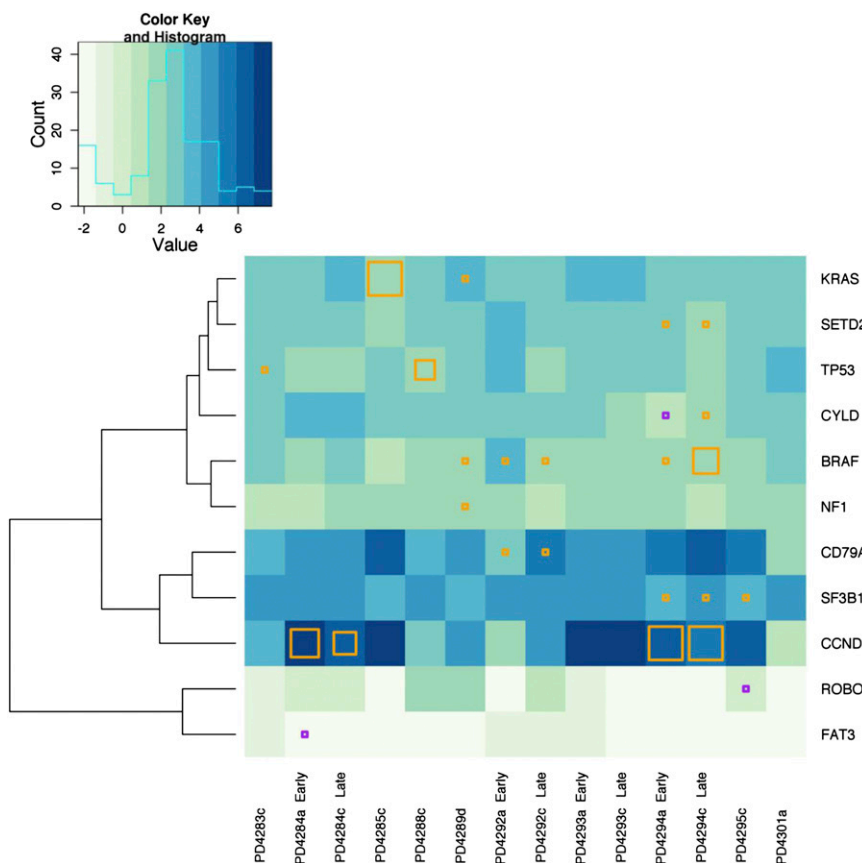 Color Key
and Histogram
Count
0 10 20 30 40
-2 0 2 4 6
Value
KRAS
SETD2
TP53
CYLD
BRAF
NF1
CD79A
SF3B1
CCND
ROBO
FAT3
PD4283c
PD4284a Early
PD4284c Late
PD4285c
PD4288c
PD4289d
PD4292a Early
PD4292c Late
PD4293a Early
PD4293c Late
PD4294a Early
PD4294c Late
PD4295c
PD4301a